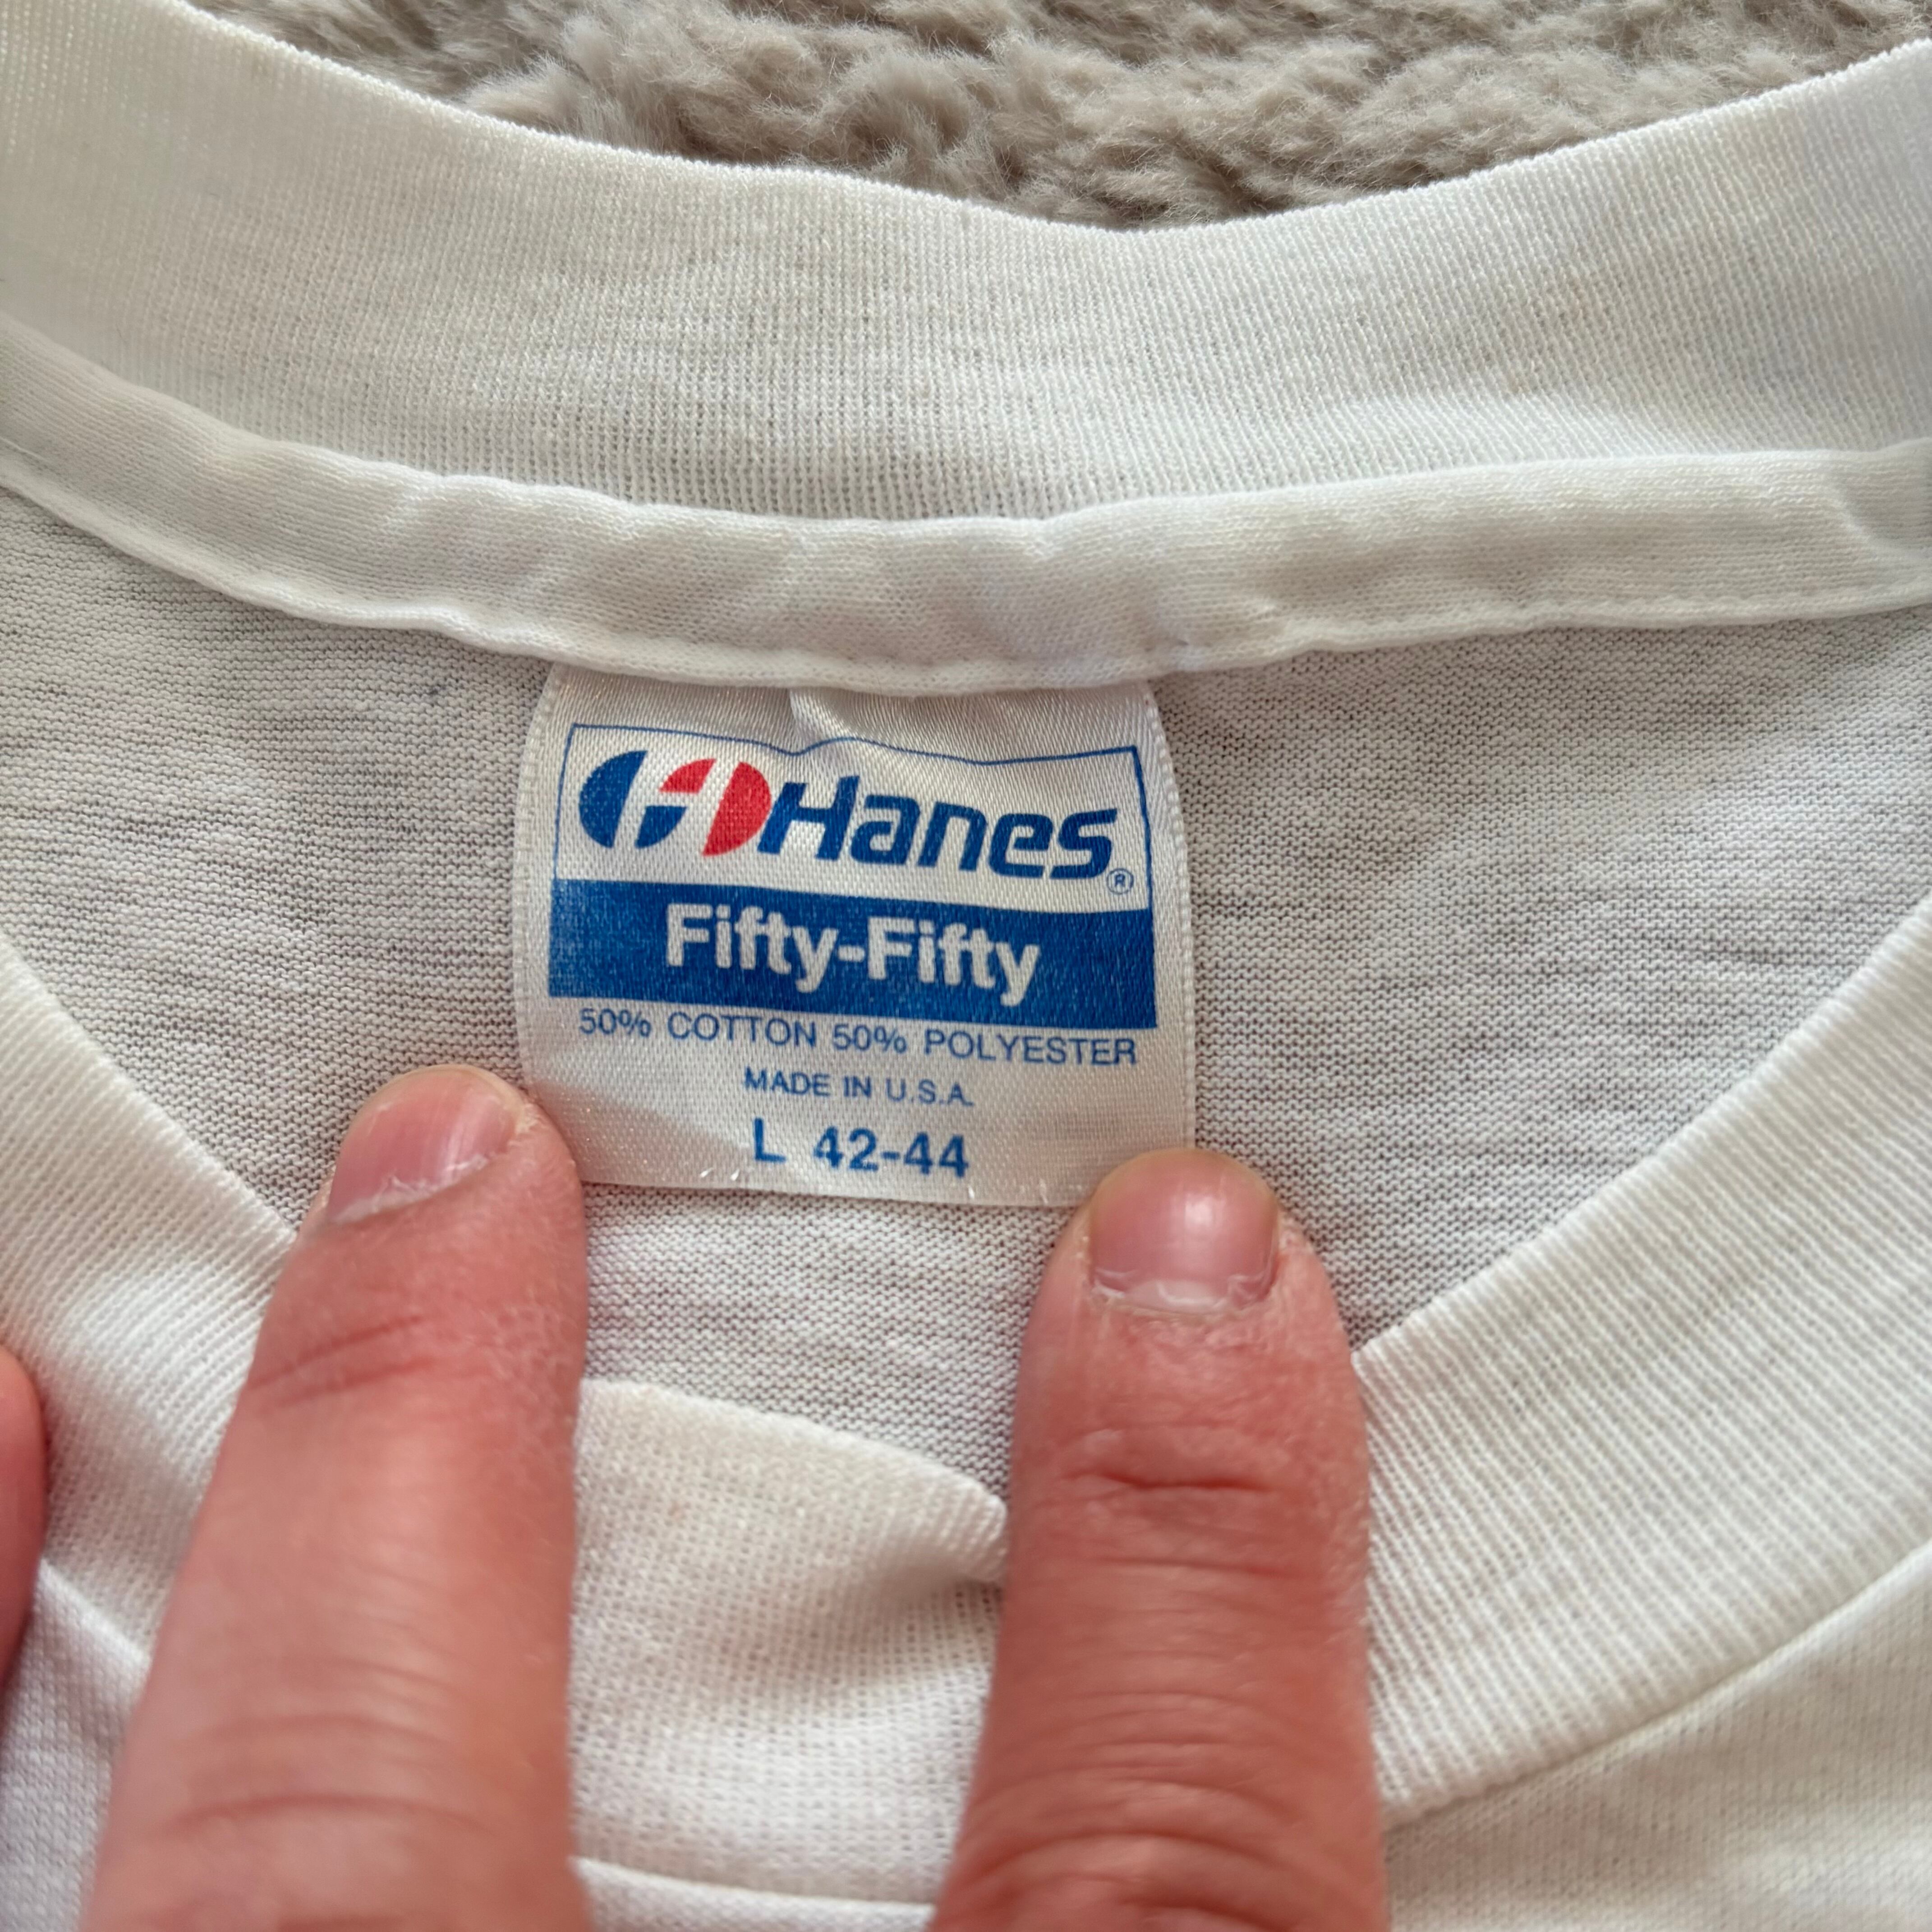 Hanes®
Fifty-Fifty
50% COTTON 50% POLYESTER
MADE IN U.S.A.
L 42-44